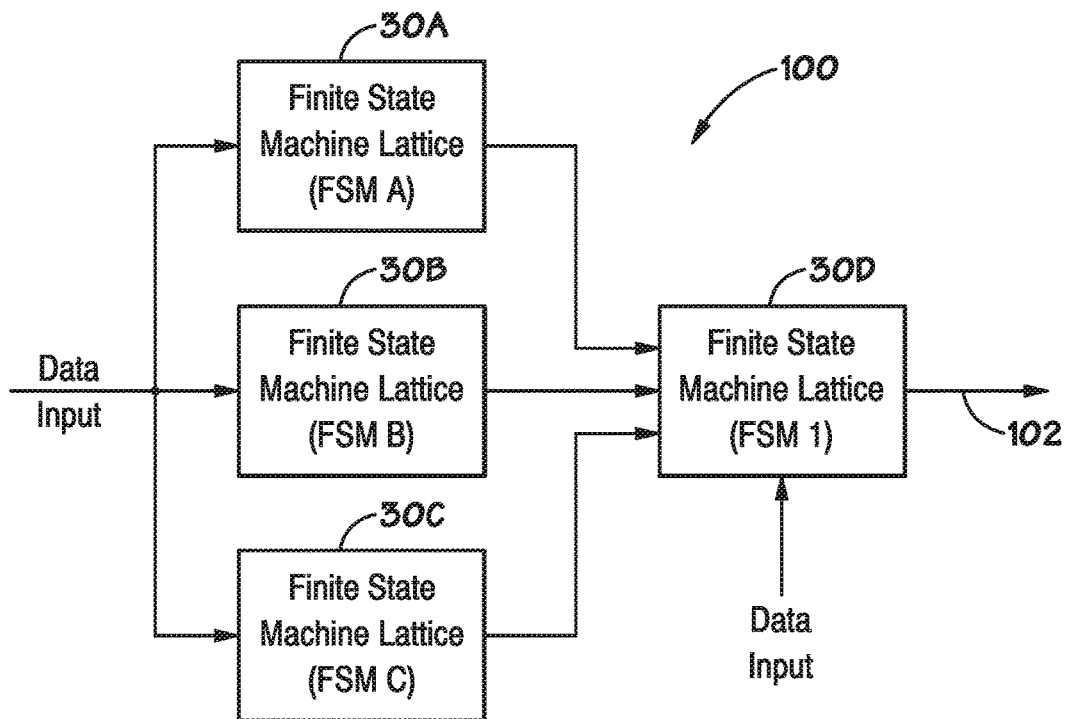 30A
Finite State
Machine Lattice
(FSM A)
100
30B
Finite State
Machine Lattice
(FSM B)
Data
Input
30D
Finite State
Machine Lattice
(FSM 1)
102
30C
Finite State
Machine Lattice
(FSM C)
Data
Input